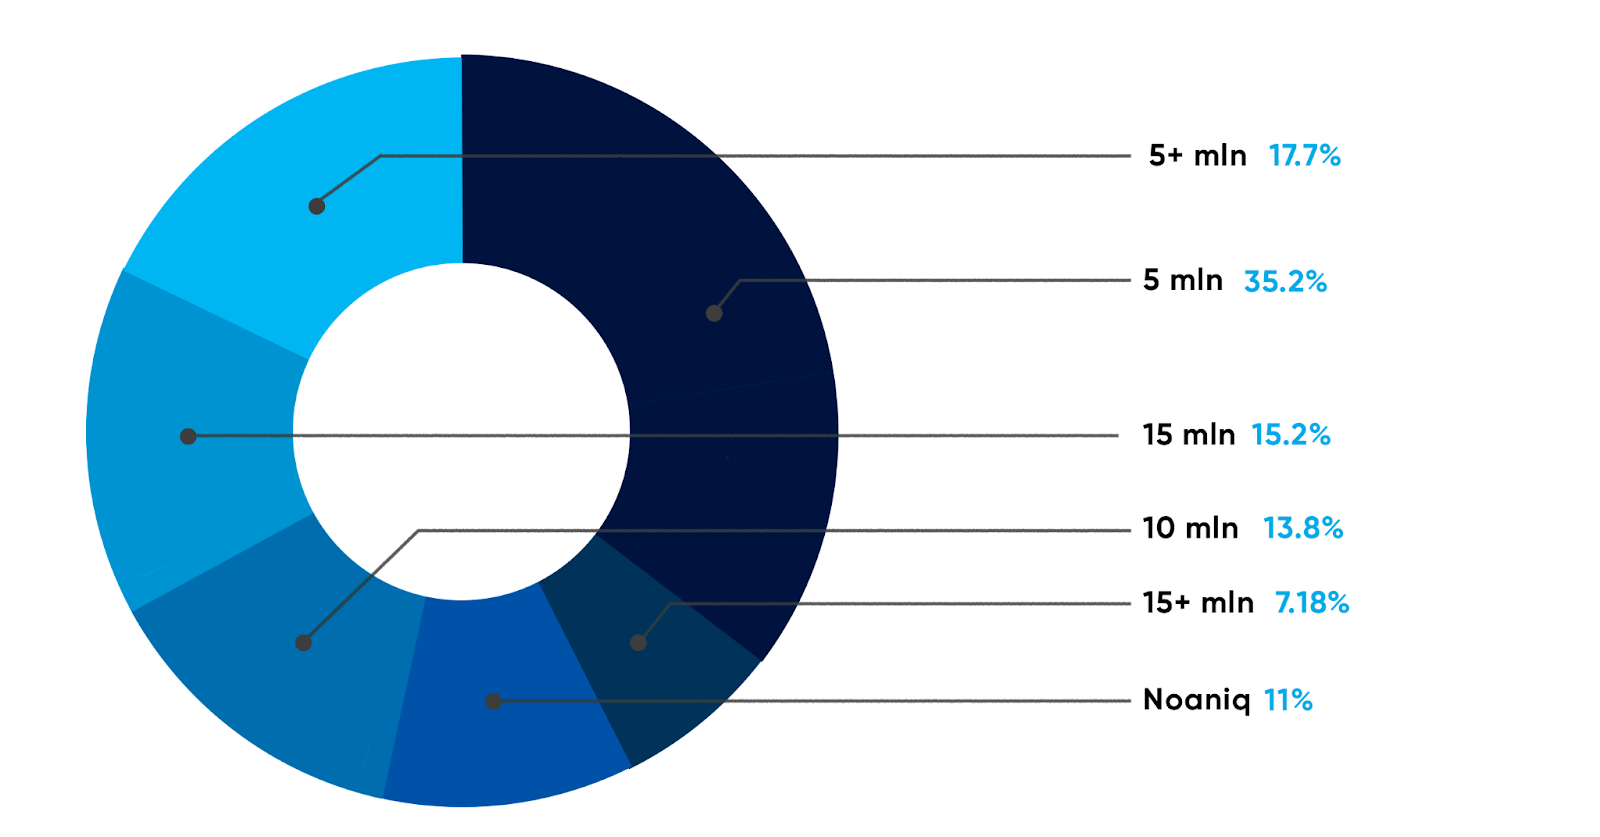 5+ mln 17.7%
5 mln 35.2%
15 mln 15.2%
10 mln 13.8%
15+ mln 7.18%
Noaniq 11%